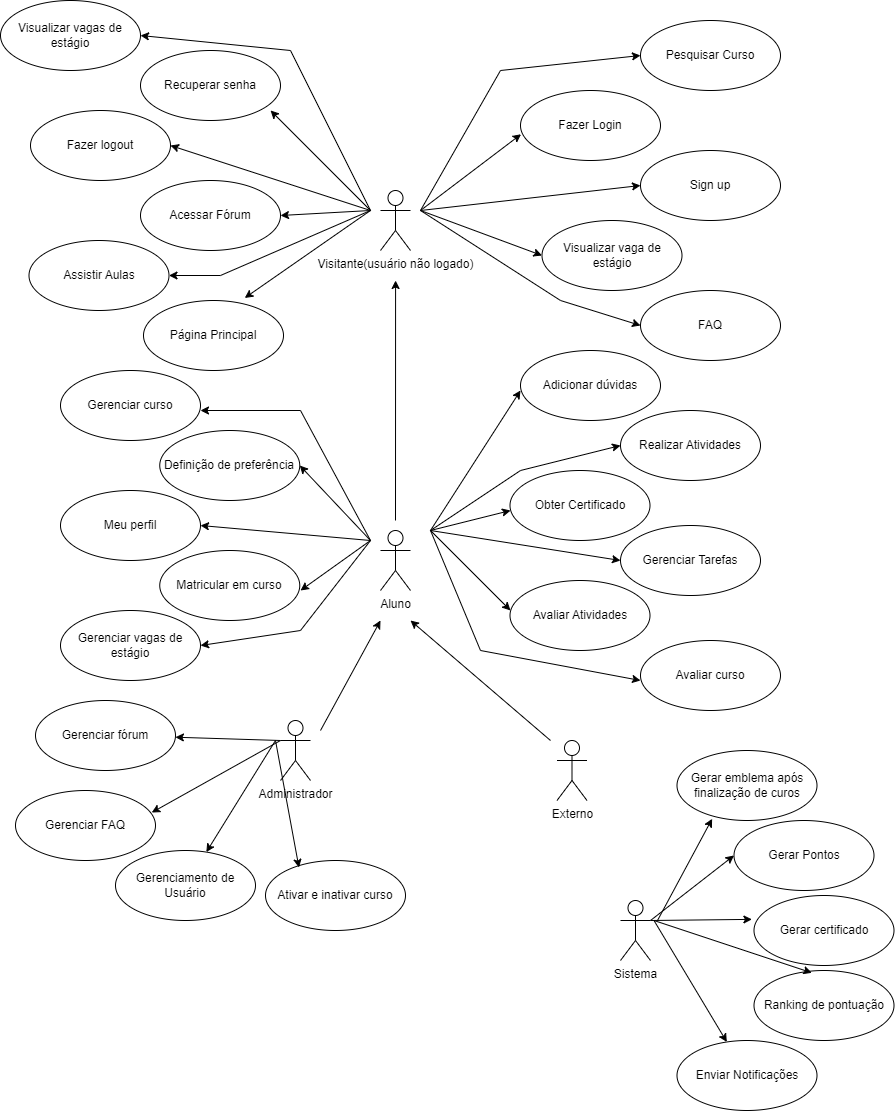 Visualizar vagas de
estágio
Pesquisar Curso
Recuperar senha
Fazer Login
Fazer logout
Sign up
Acessar Fórum
Visualizar vaga de
estágio
Visitante(usuário não logado)
Assistir Aulas
Página Principal
FAQ
Adicionar dúvidas
Gerenciar curso
Realizar Atividades
Definição de preferência
Obter Certificado
Meu perfil
Gerenciar Tarefas
Matricular em curso
Aluno
Avaliar Atividades
Gerenciar vagas de
estágio
Avaliar curso
Gerenciar fórum
Administrador
Externo
Gerar emblema após
finalização de curos
Gerenciar FAQ
Gerar Pontos
Gerenciamento de
Usuário
Ativar e inativar curso
Gerar certificado
Sistema
Ranking de pontuação
Enviar Notificações